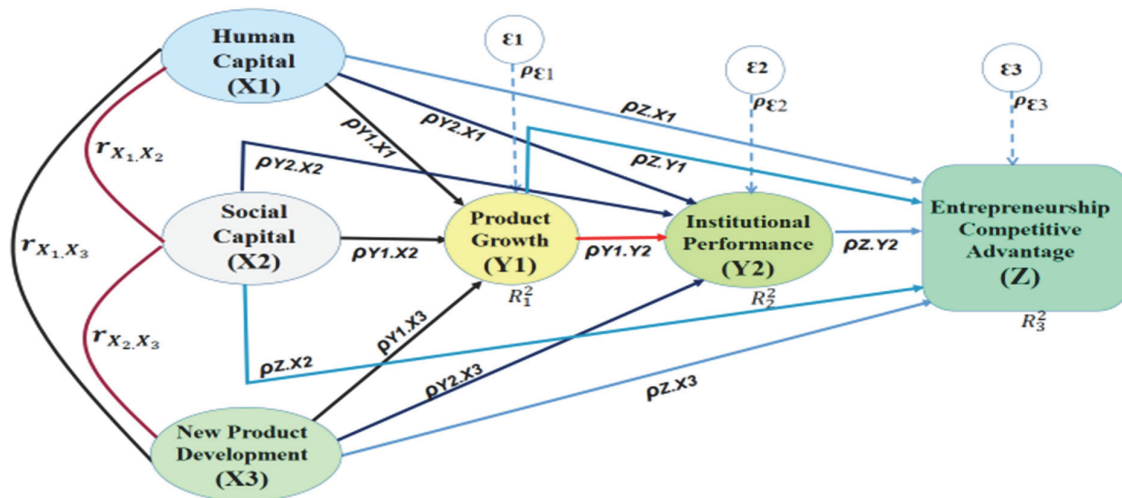 Human
Capital
(X1)
ε1
ρε1
ε2
ρε2
ε3
ρε3
rX1,X2
ρY1.X1
ρY2.X1
ρZ.X1
ρY2.X2
ρZ.Y1
Social
Capital
(X2)
rX1,X3
ρY1.X2
Product
Growth
(Y1)
R₁²
ρY1.Y2
Institutional
Performance
(Y2)
R₂²
ρZ.Y2
Entrepreneurship
Competitive
Advantage
(Z)
R₃²
rX2,X3
ρY1.X3
ρZ.X2
ρY2.X3
ρZ.X3
New Product
Development
(X3)